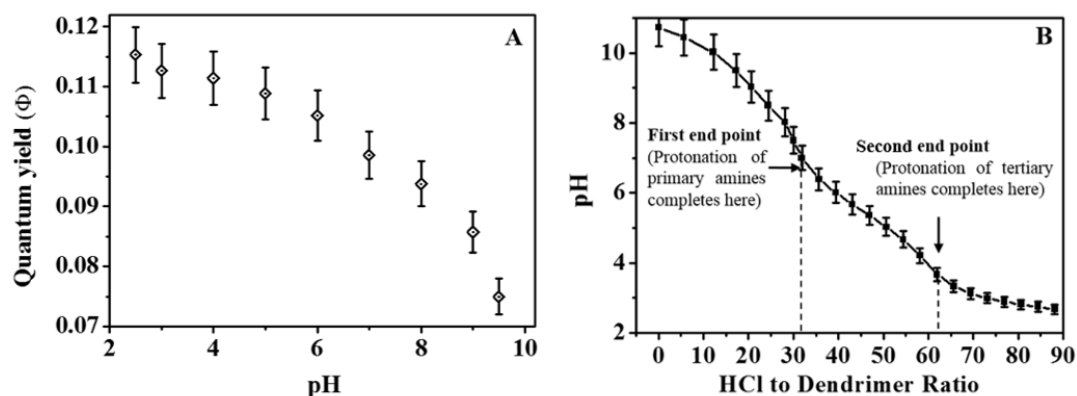 A
Quantum yield (Φ)
0.12
0.11
0.10
0.09
0.08
0.07
2 4 6 8 10
pH
B
pH
10
8
6
4
2
First end point
(Protonation of
primary amines
completes here)
Second end point
(Protonation of tertiary
amines completes here)
0 10 20 30 40 50 60 70 80 90
HCl to Dendrimer Ratio